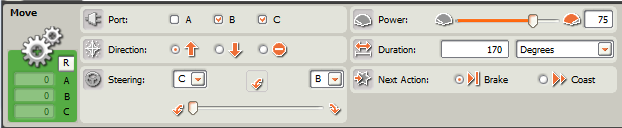 Move
Port: A B C
Power: 75
Direction:
Duration: 170 Degrees
R
A 0
B 0
C 0
Steering: C B
Next Action: Brake Coast